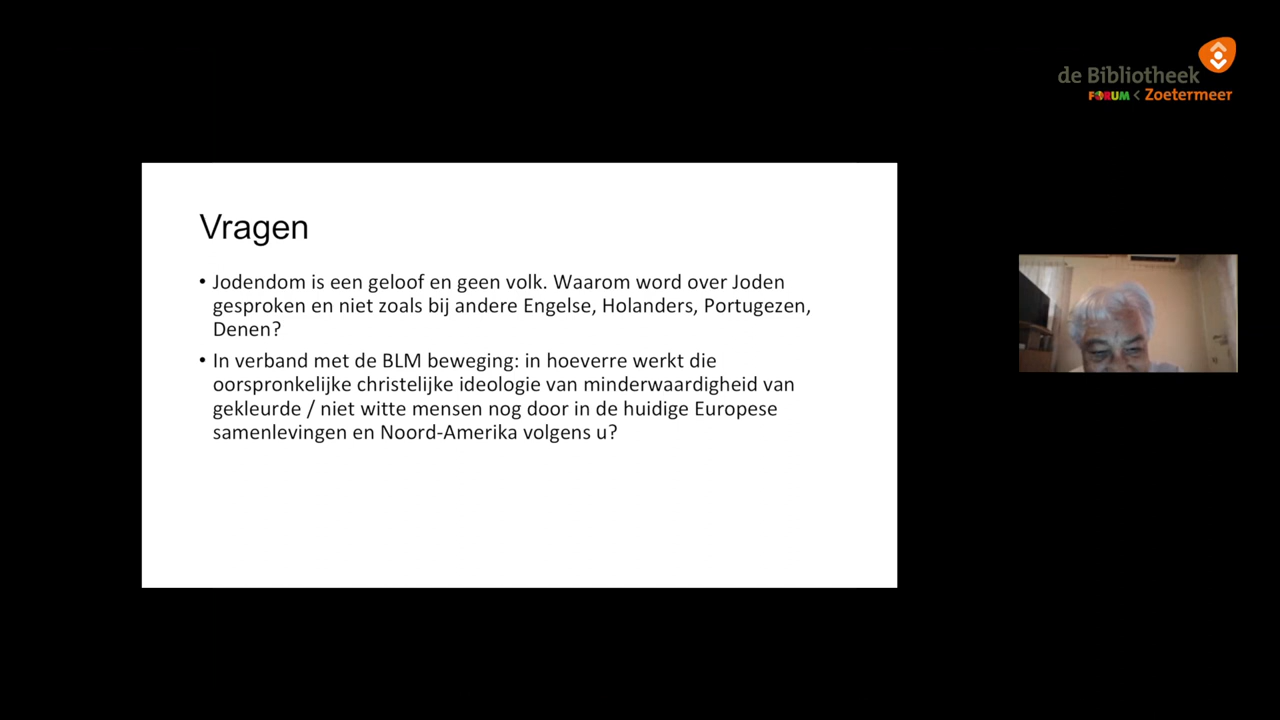 de Bibliotheek
FORUM < Zoetermeer
Vragen
• Jodendom is een geloof en geen volk. Waarom word over Joden
gesproken en niet zoals bij andere Engelse, Holanders, Portugezen,
Denen?
• In verband met de BLM beweging: in hoeverre werkt die
oorspronkelijke christelijke ideologie van minderwaardigheid van
gekleurde / niet witte mensen nog door in de huidige Europese
samenlevingen en Noord-Amerika volgens u?